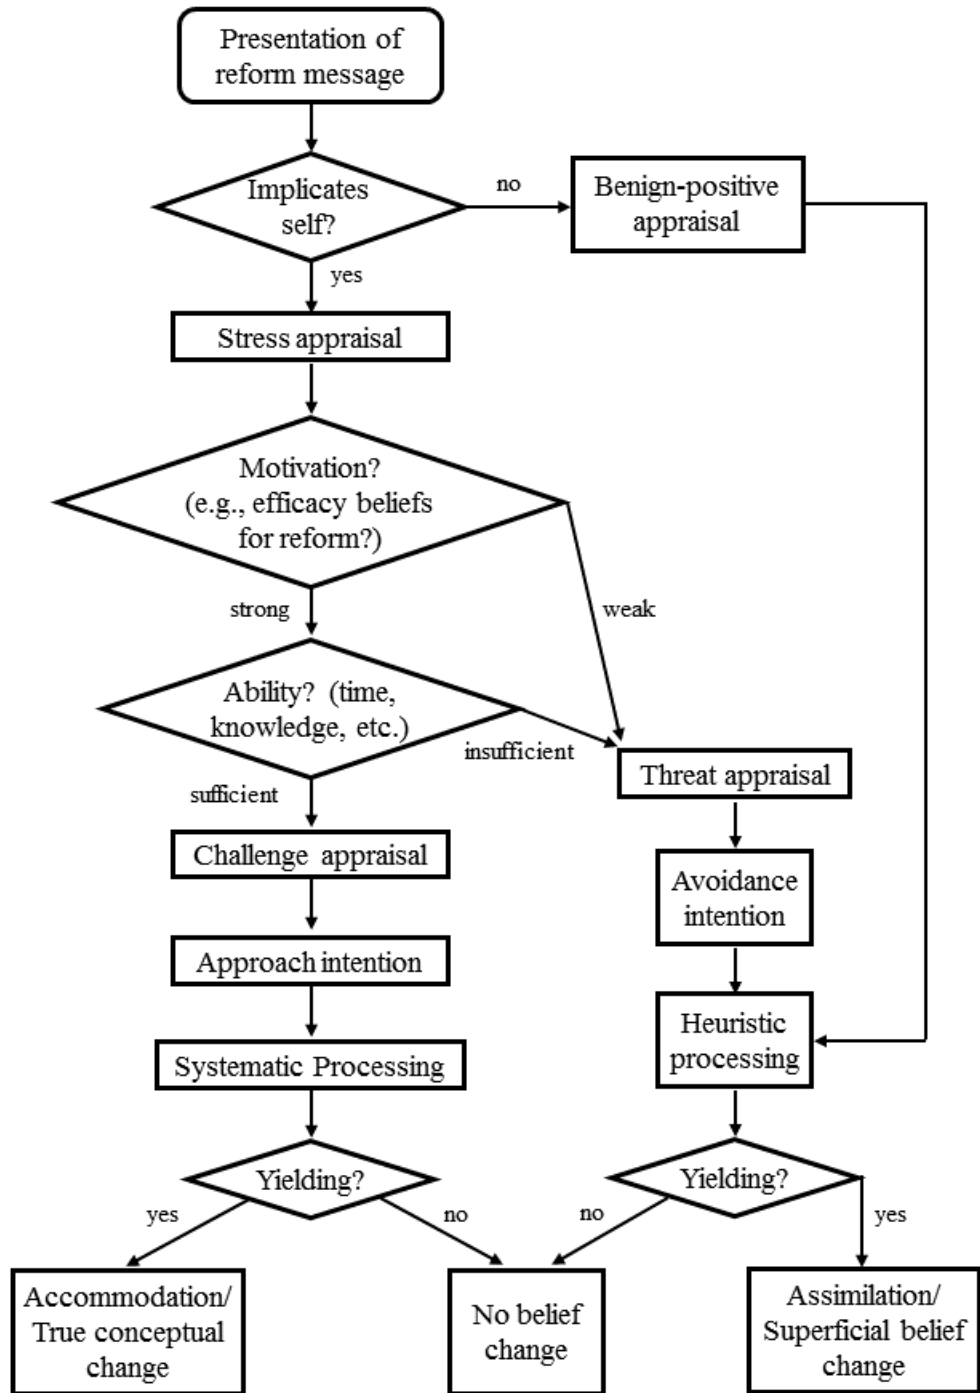 Presentation of
reform message
Implicates
self?
no
Benign-positive
appraisal
yes
Stress appraisal
Motivation?
(e.g., efficacy beliefs
for reform?)
strong
weak
Ability? (time,
knowledge, etc.)
insufficient
sufficient
Threat appraisal
Challenge appraisal
Avoidance
intention
Approach intention
Heuristic
processing
Systematic Processing
Yielding?
Yielding?
yes
no
no
yes
Accommodation/
True conceptual
change
No belief
change
Assimilation/
Superficial belief
change